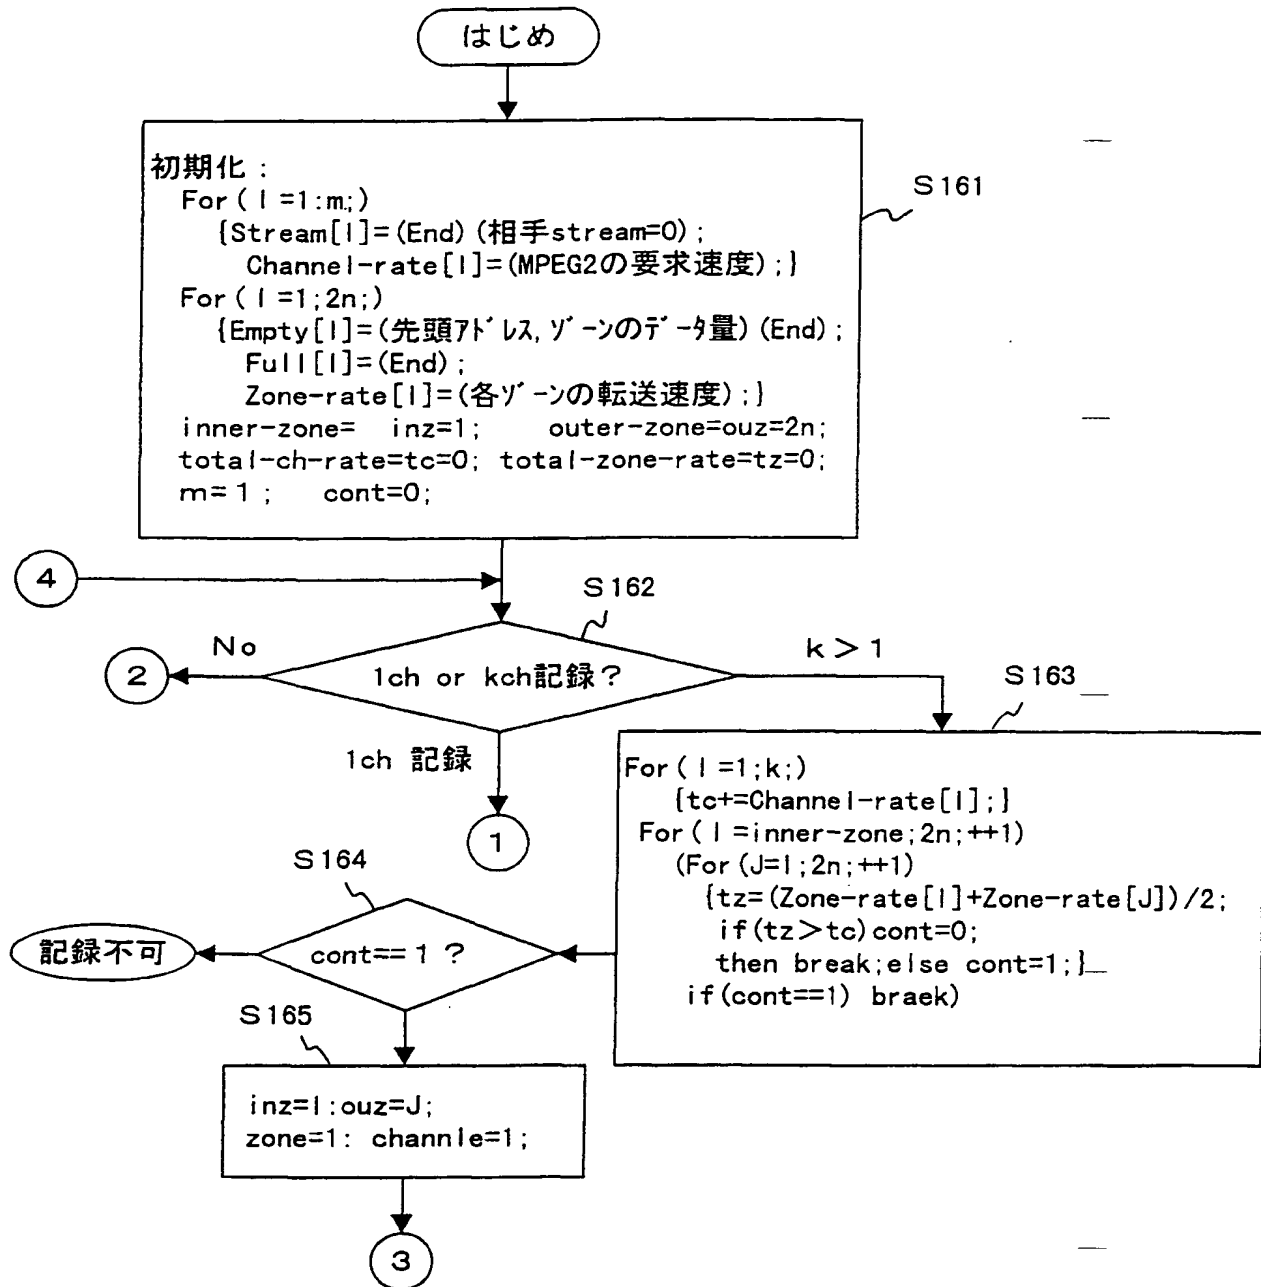 はじめ
初期化：
For(I=1:m;)
{Stream[I]=(End)(相手stream=0);
Channel-rate[I]=(MPEG2の要求速度);}
For(I=1;2n;)
{Empty[I]=(先頭ｱﾄﾞﾚｽ,ｿﾞｰﾝのﾃﾞｰﾀ量)(End);
Full[I]=(End);
Zone-rate[I]=(各ｿﾞｰﾝの転送速度);}
inner-zone= inz=1; outer-zone=ouz=2n;
total-ch-rate=tc=0; total-zone-rate=tz=0;
m=1; cont=0;
S161
4
S162
No
2
1ch or kch記録？
k>1
S163
1ch 記録
1
For(I=1;k;)
{tc+=Channel-rate[I];}
For(I=inner-zone;2n;++1)
(For(J=I;2n;++1)
{tz=(Zone-rate[I]+Zone-rate[J])/2;
if(tz>tc)cont=0;
then break;else cont=1;}
if(cont==1) braek)
S164
記録不可
cont==1？
S165
inz=I:ouz=J;
zone=1: channle=1;
3